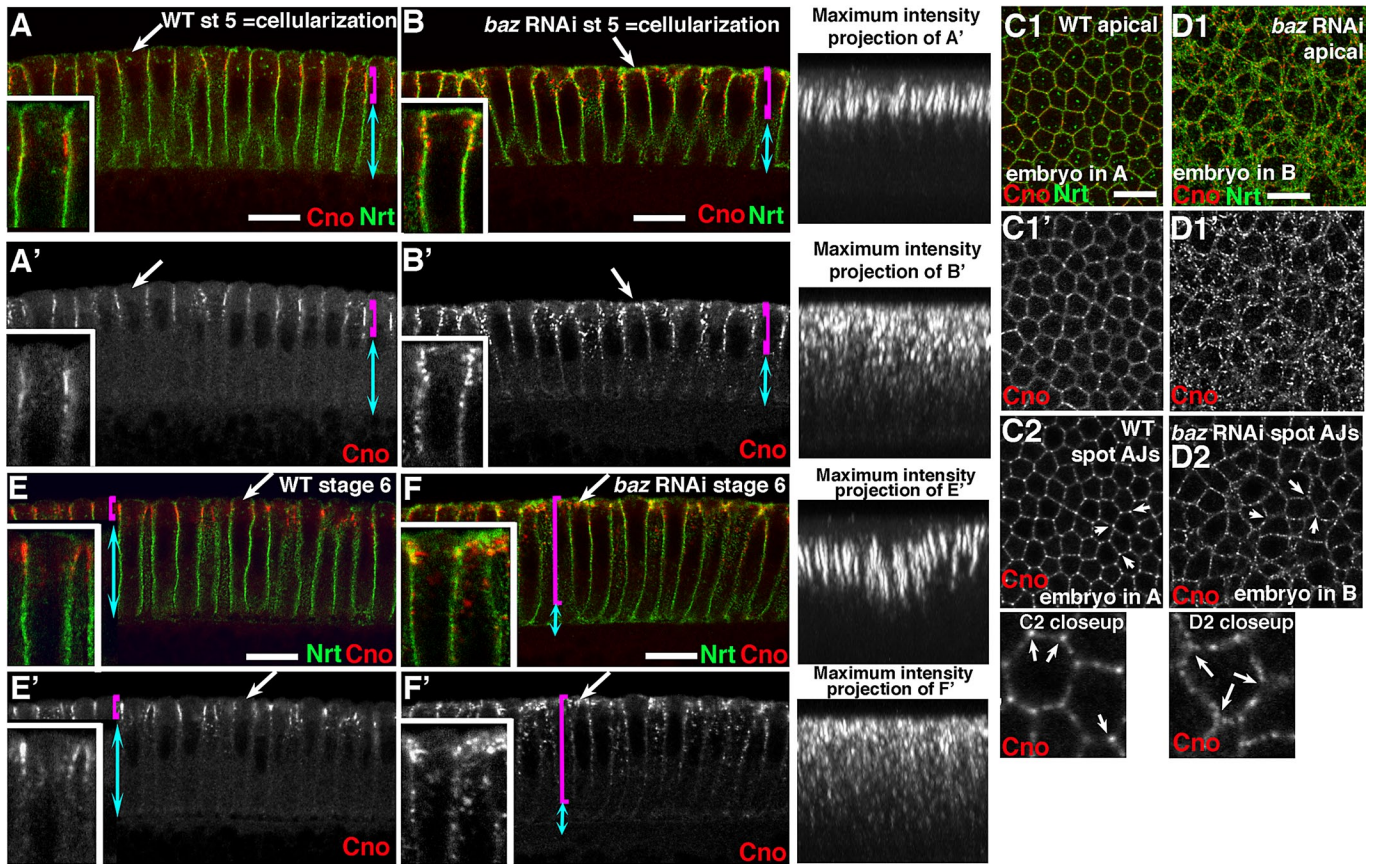 A
WT st 5 =cellularization
Cno Nrt
B
baz RNAi st 5 =cellularization
Cno Nrt
Maximum intensity
projection of A’
C1
WT apical
embryo in A
Cno Nrt
D1
baz RNAi
apical
embryo in B
Cno Nrt
A’
Cno
B’
Cno
Maximum intensity
projection of B’
C1’
Cno
D1’
Cno
C2
WT
spot AJs
Cno
embryo in A
baz RNAi spot AJs
D2
Cno
embryo in B
E
WT stage 6
Nrt Cno
F
baz RNAi stage 6
Nrt Cno
Maximum intensity
projection of E’
C2 closeup
Cno
D2 closeup
Cno
E’
Cno
F’
Cno
Maximum intensity
projection of F’